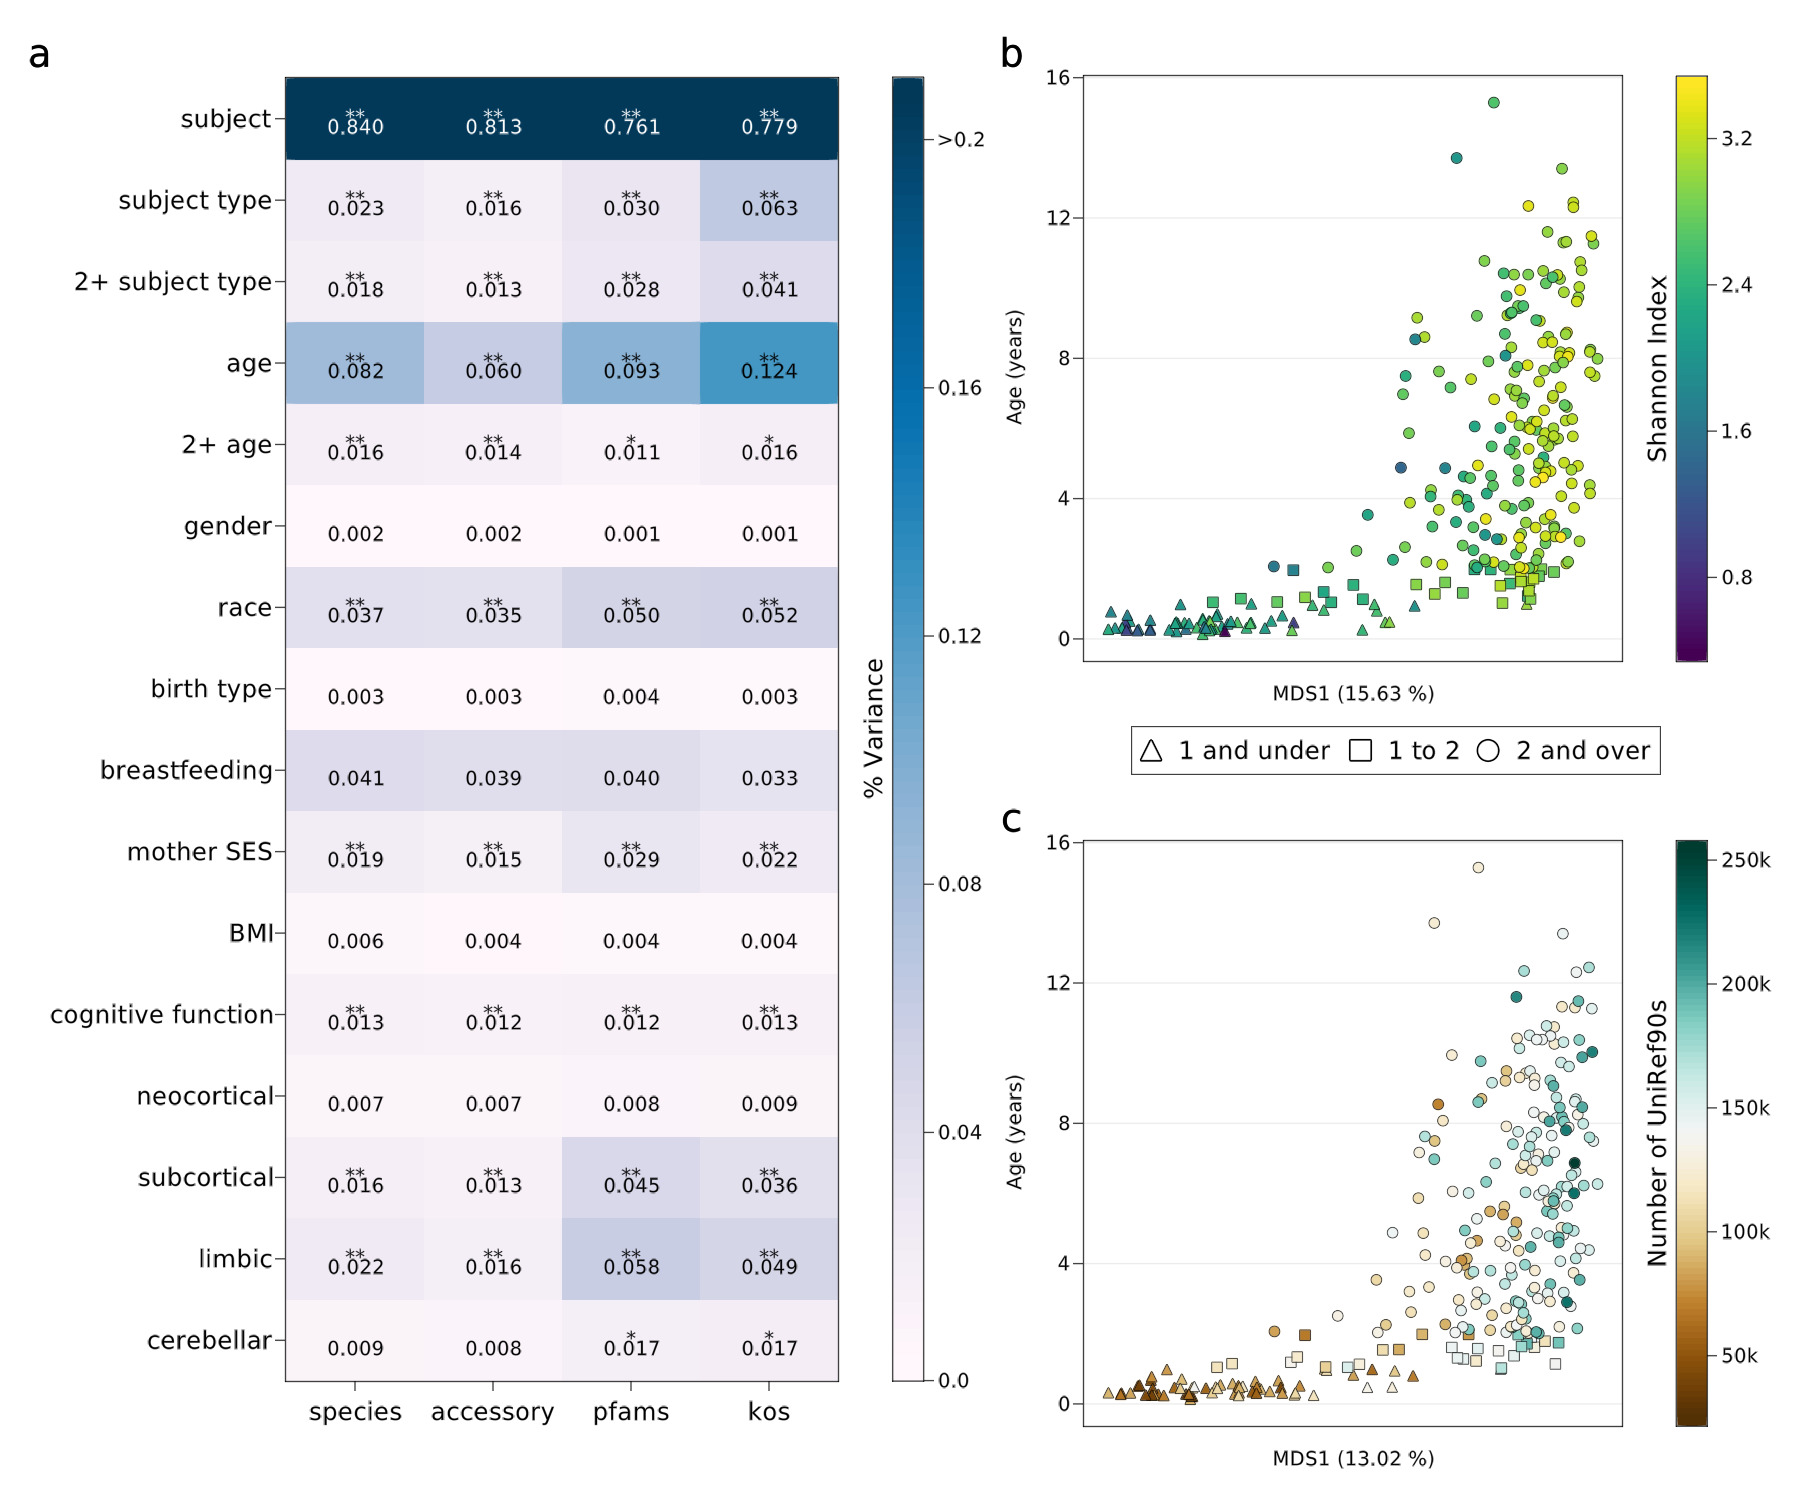 a
subject ** 0.840 ** 0.813 ** 0.761 ** 0.779
subject type ** 0.023 ** 0.016 ** 0.030 ** 0.063
2+ subject type ** 0.018 ** 0.013 ** 0.028 ** 0.041
age ** 0.082 ** 0.060 ** 0.093 ** 0.124
2+ age ** 0.016 ** 0.014 * 0.011 * 0.016
gender 0.002 0.002 0.001 0.001
race ** 0.037 ** 0.035 ** 0.050 ** 0.052
birth type 0.003 0.003 0.004 0.003
breastfeeding 0.041 0.039 0.040 0.033
mother SES ** 0.019 ** 0.015 ** 0.029 ** 0.022
BMI 0.006 0.004 0.004 0.004
cognitive function ** 0.013 ** 0.012 ** 0.012 ** 0.013
neocortical 0.007 0.007 0.008 0.009
subcortical ** 0.016 ** 0.013 ** 0.045 ** 0.036
limbic ** 0.022 ** 0.016 ** 0.058 ** 0.049
cerebellar 0.009 0.008 * 0.017 * 0.017
species accessory pfams kos
% Variance
>0.2
0.16
0.12
0.08
0.04
0.0
b
Age (years)
16
12
8
4
0
MDS1 (15.63 %)
Shannon Index
3.2
2.4
1.6
0.8
1 and under 1 to 2 2 and over
c
Age (years)
16
12
8
4
0
MDS1 (13.02 %)
Number of UniRef90s
250k
200k
150k
100k
50k